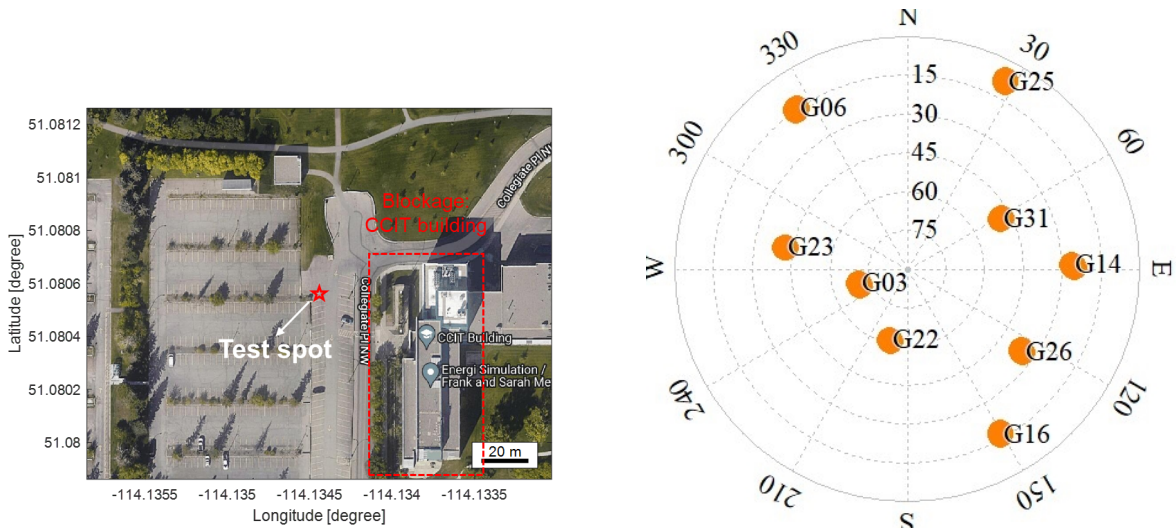 51.0812
51.081
51.0808
51.0806
51.0804
51.0802
51.08
Latitude [degree]
-114.1355
-114.135
-114.1345
-114.134
-114.1335
Longitude [degree]
Collegiate Pl N
Blockage:
CCIT building
Collegiate Pl NW
Test spot
CCIT Building
Energi Simulation /
Frank and Sarah Me
20 m
N
330
30
15
G25
G06
30
300
45
60
60
G31
75
G23
W
G14
E
G03
G22
G26
240
120
G16
210
150
S